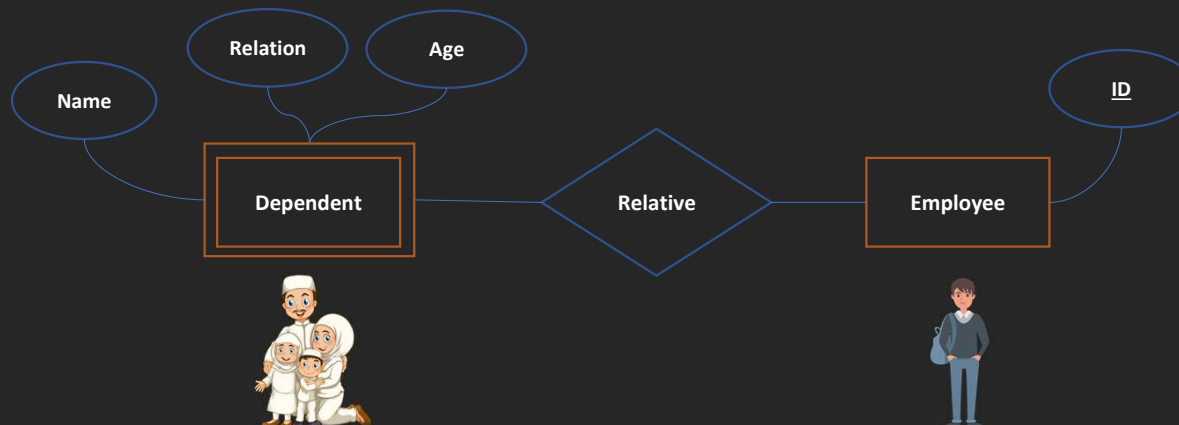 Relation
Age
Name
ID
Dependent
Relative
Employee